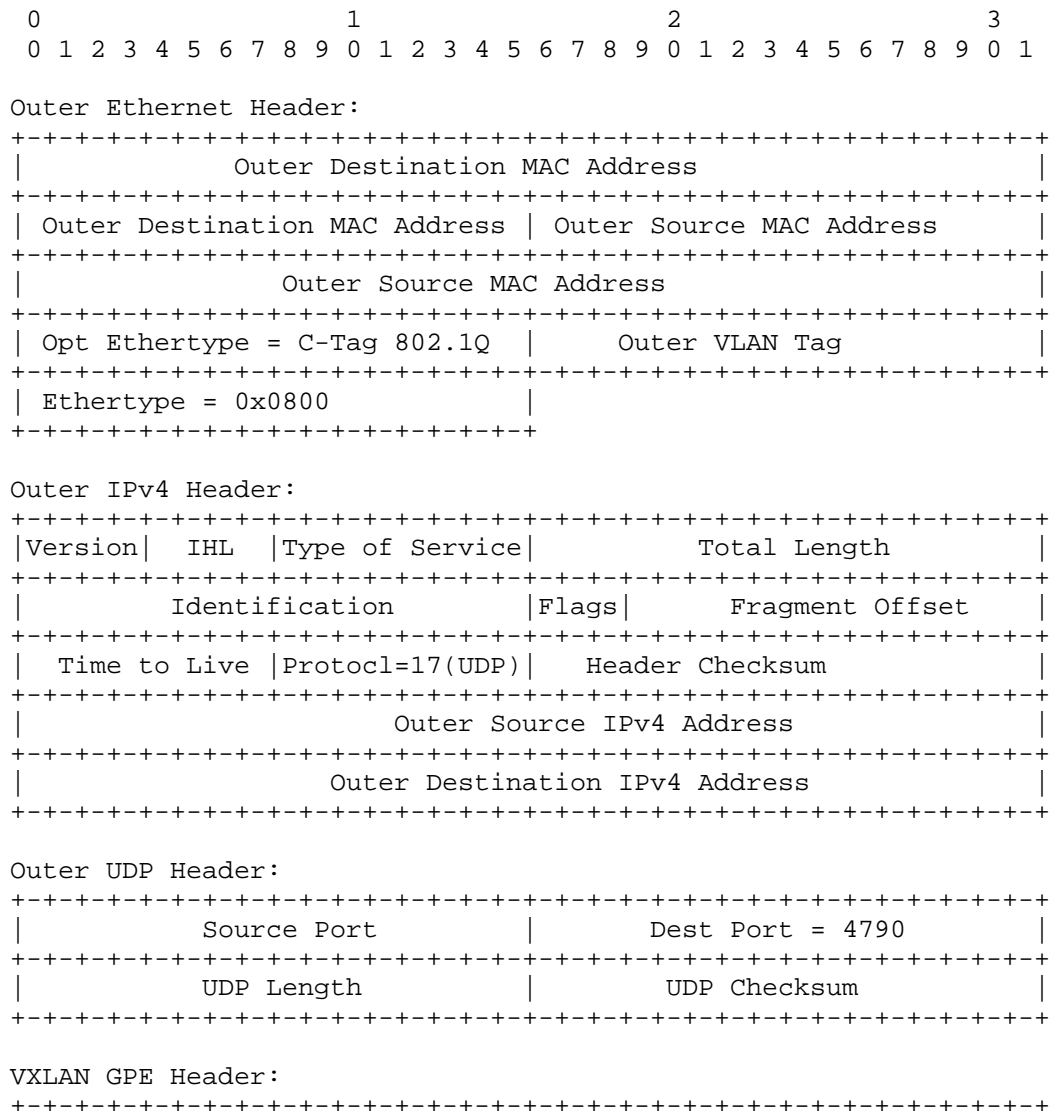 0                   1                   2                   3
 0 1 2 3 4 5 6 7 8 9 0 1 2 3 4 5 6 7 8 9 0 1 2 3 4 5 6 7 8 9 0 1

Outer Ethernet Header:
+-+-+-+-+-+-+-+-+-+-+-+-+-+-+-+-+-+-+-+-+-+-+-+-+-+-+-+-+-+-+-+-+
|             Outer Destination MAC Address                     |
+-+-+-+-+-+-+-+-+-+-+-+-+-+-+-+-+-+-+-+-+-+-+-+-+-+-+-+-+-+-+-+-+
| Outer Destination MAC Address | Outer Source MAC Address      |
+-+-+-+-+-+-+-+-+-+-+-+-+-+-+-+-+-+-+-+-+-+-+-+-+-+-+-+-+-+-+-+-+
|                Outer Source MAC Address                       |
+-+-+-+-+-+-+-+-+-+-+-+-+-+-+-+-+-+-+-+-+-+-+-+-+-+-+-+-+-+-+-+-+
| Opt Ethertype = C-Tag 802.1Q  |     Outer VLAN Tag            |
+-+-+-+-+-+-+-+-+-+-+-+-+-+-+-+-+-+-+-+-+-+-+-+-+-+-+-+-+-+-+-+-+
| Ethertype = 0x0800            |
+-+-+-+-+-+-+-+-+-+-+-+-+-+-+-+-+

Outer IPv4 Header:
+-+-+-+-+-+-+-+-+-+-+-+-+-+-+-+-+-+-+-+-+-+-+-+-+-+-+-+-+-+-+-+-+
|Version|  IHL  |Type of Service|          Total Length         |
+-+-+-+-+-+-+-+-+-+-+-+-+-+-+-+-+-+-+-+-+-+-+-+-+-+-+-+-+-+-+-+-+
|         Identification        |Flags|      Fragment Offset    |
+-+-+-+-+-+-+-+-+-+-+-+-+-+-+-+-+-+-+-+-+-+-+-+-+-+-+-+-+-+-+-+-+
|  Time to Live |Protocl=17(UDP)|   Header Checksum             |
+-+-+-+-+-+-+-+-+-+-+-+-+-+-+-+-+-+-+-+-+-+-+-+-+-+-+-+-+-+-+-+-+
|                       Outer Source IPv4 Address               |
+-+-+-+-+-+-+-+-+-+-+-+-+-+-+-+-+-+-+-+-+-+-+-+-+-+-+-+-+-+-+-+-+
|                   Outer Destination IPv4 Address              |
+-+-+-+-+-+-+-+-+-+-+-+-+-+-+-+-+-+-+-+-+-+-+-+-+-+-+-+-+-+-+-+-+

Outer UDP Header:
+-+-+-+-+-+-+-+-+-+-+-+-+-+-+-+-+-+-+-+-+-+-+-+-+-+-+-+-+-+-+-+-+
|           Source Port         |       Dest Port = 4790        |
+-+-+-+-+-+-+-+-+-+-+-+-+-+-+-+-+-+-+-+-+-+-+-+-+-+-+-+-+-+-+-+-+
|           UDP Length          |        UDP Checksum           |
+-+-+-+-+-+-+-+-+-+-+-+-+-+-+-+-+-+-+-+-+-+-+-+-+-+-+-+-+-+-+-+-+

VXLAN GPE Header:
+-+-+-+-+-+-+-+-+-+-+-+-+-+-+-+-+-+-+-+-+-+-+-+-+-+-+-+-+-+-+-+-+